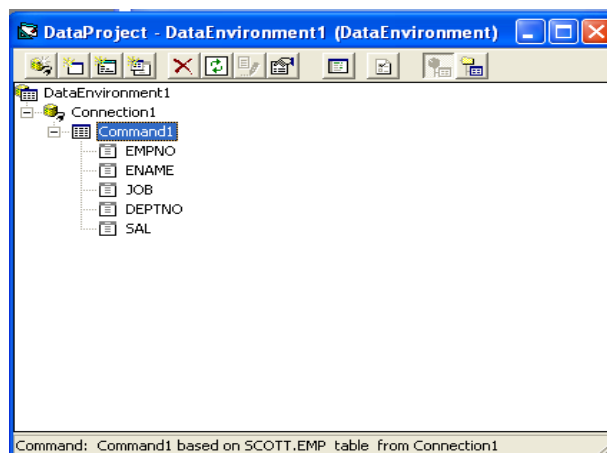 DataProject - DataEnvironment1 (DataEnvironment)
DataEnvironment1
Connection1
Command1
EMPNO
ENAME
JOB
DEPTNO
SAL
Command: Command1 based on SCOTT.EMP table from Connection1